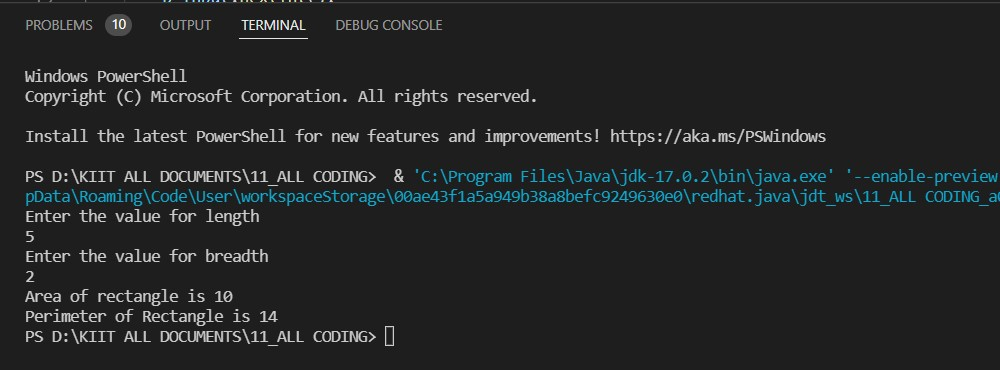 PROBLEMS 10 OUTPUT TERMINAL DEBUG CONSOLE
Windows PowerShell
Copyright (C) Microsoft Corporation. All rights reserved.
Install the latest PowerShell for new features and improvements! https://aka.ms/PSWindows
PS D:\KIIT ALL DOCUMENTS\11_ALL CODING>  & 'C:\Program Files\Java\jdk-17.0.2\bin\java.exe' '--enable-preview
pData\Roaming\Code\User\workspaceStorage\00ae43f1a5a949b38a8befc9249630e0\redhat.java\jdt_ws\11_ALL CODING_a
Enter the value for length
5
Enter the value for breadth
2
Area of rectangle is 10
Perimeter of Rectangle is 14
PS D:\KIIT ALL DOCUMENTS\11_ALL CODING>